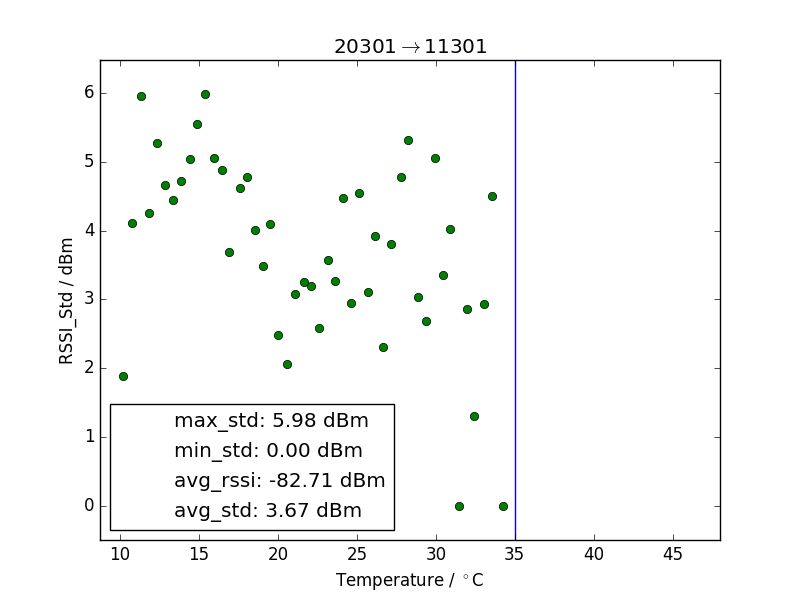 20301→11301
6
5
4
3
2
1
0
RSSI_Std / dBm
max_std: 5.98 dBm
min_std: 0.00 dBm
avg_rssi: -82.71 dBm
avg_std: 3.67 dBm
10 15 20 25 30 35 40 45
Temperature / °C